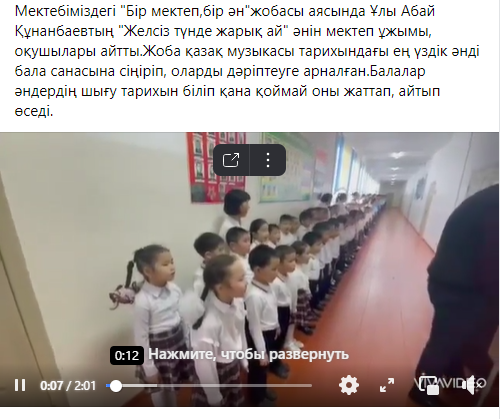 Мектебіміздегі "Бір мектеп,бір ән"жобасы аясында Ұлы Абай
Құнанбаевтың "Желсіз түнде жарық ай" әнін мектеп ұжымы,
оқушылары айтты.Жоба қазақ музыкасы тарихындағы ең үздік әнді
бала санасына сіңіріп, оларды дәріптеуге арналған.Балалар
әндердің шығу тарихын біліп қана қоймай оны жаттап, айтып
өседі.
0:12 Нажмите, чтобы развернуть
0:07 / 2:01
VIVAVIDEO